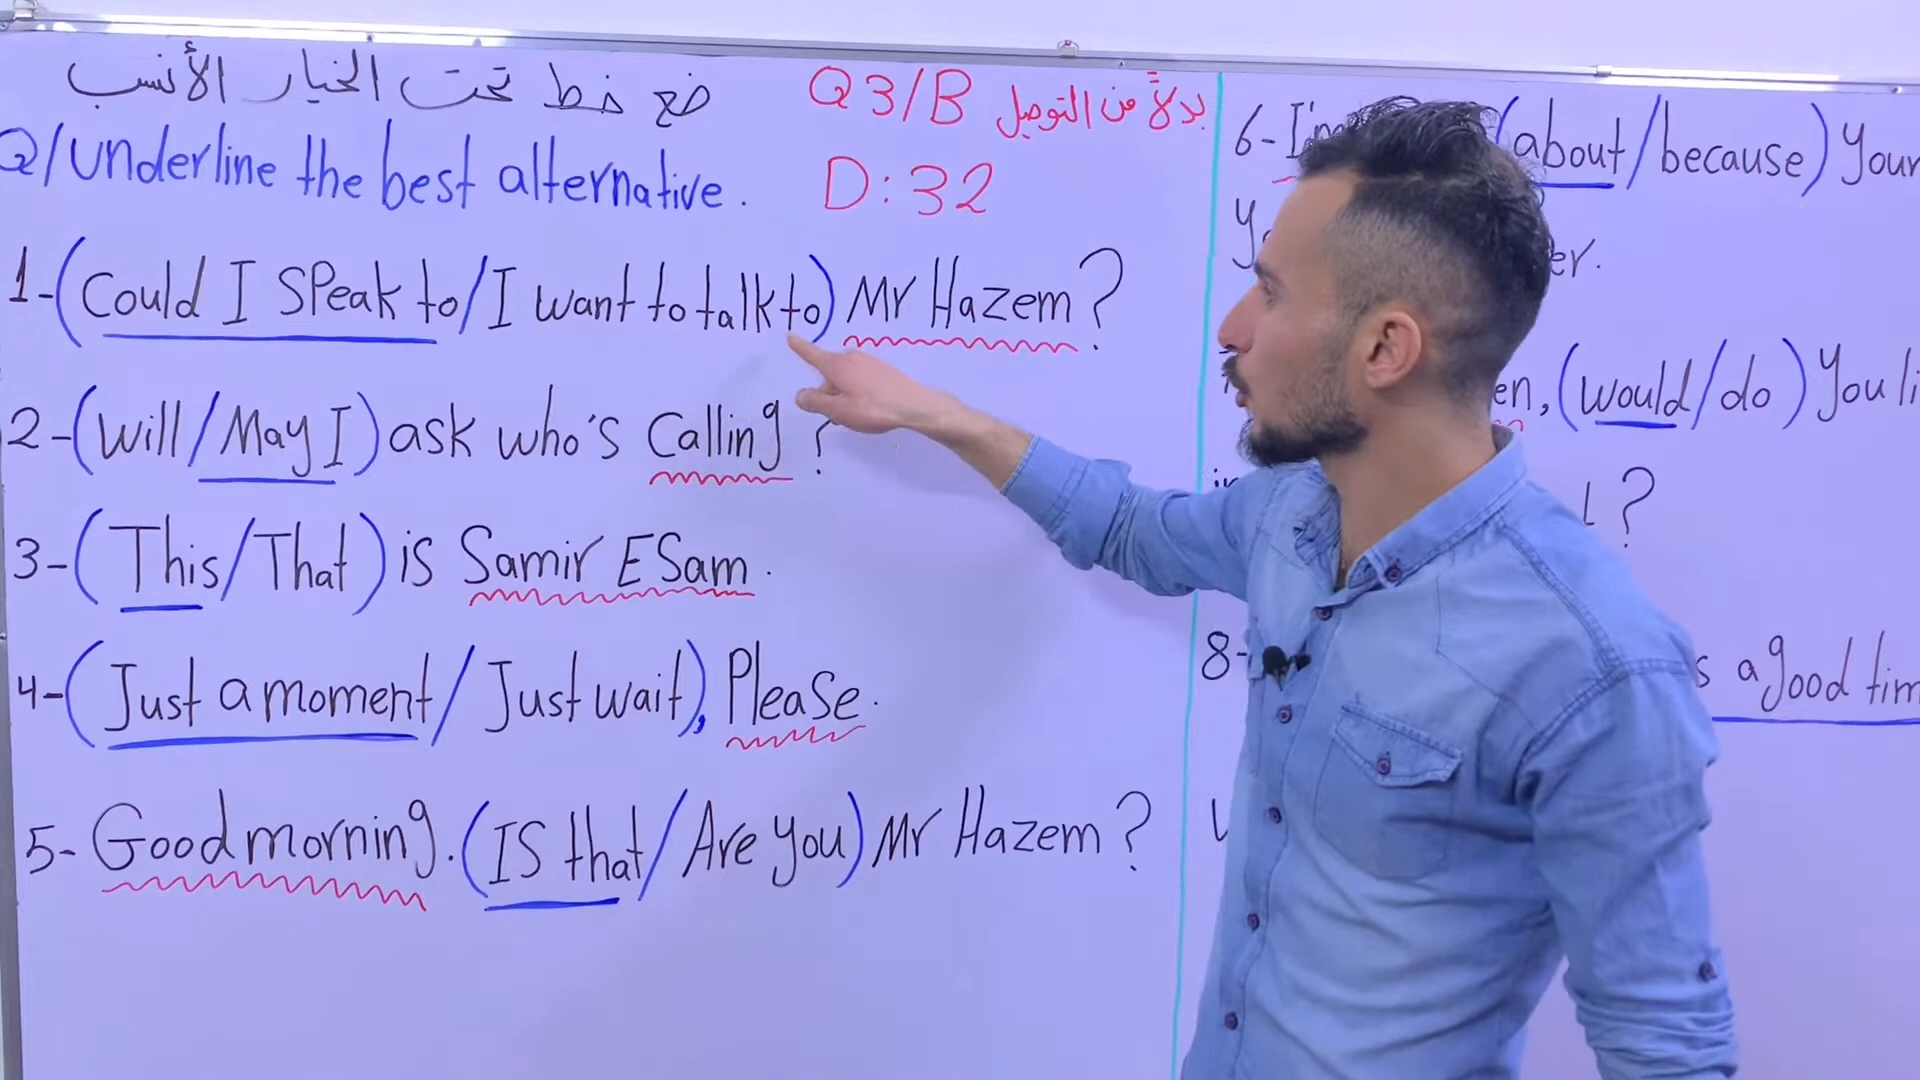 ضع خط تحت الخيار الأنسب
Q3/B بدلاً من التوصيل
Q/Underline the best alternative.
D:32
1-(Could I Speak to/I want to talk to) Mr Hazem?
2-(Will/May I) ask who's Calling?
3-(This/That) is Samir ESam.
4-(Just a moment/Just wait), Please.
5- Good morning. (IS that/Are you) Mr Hazem?
6- (about/because) your
(would/do) you
?
8- a good